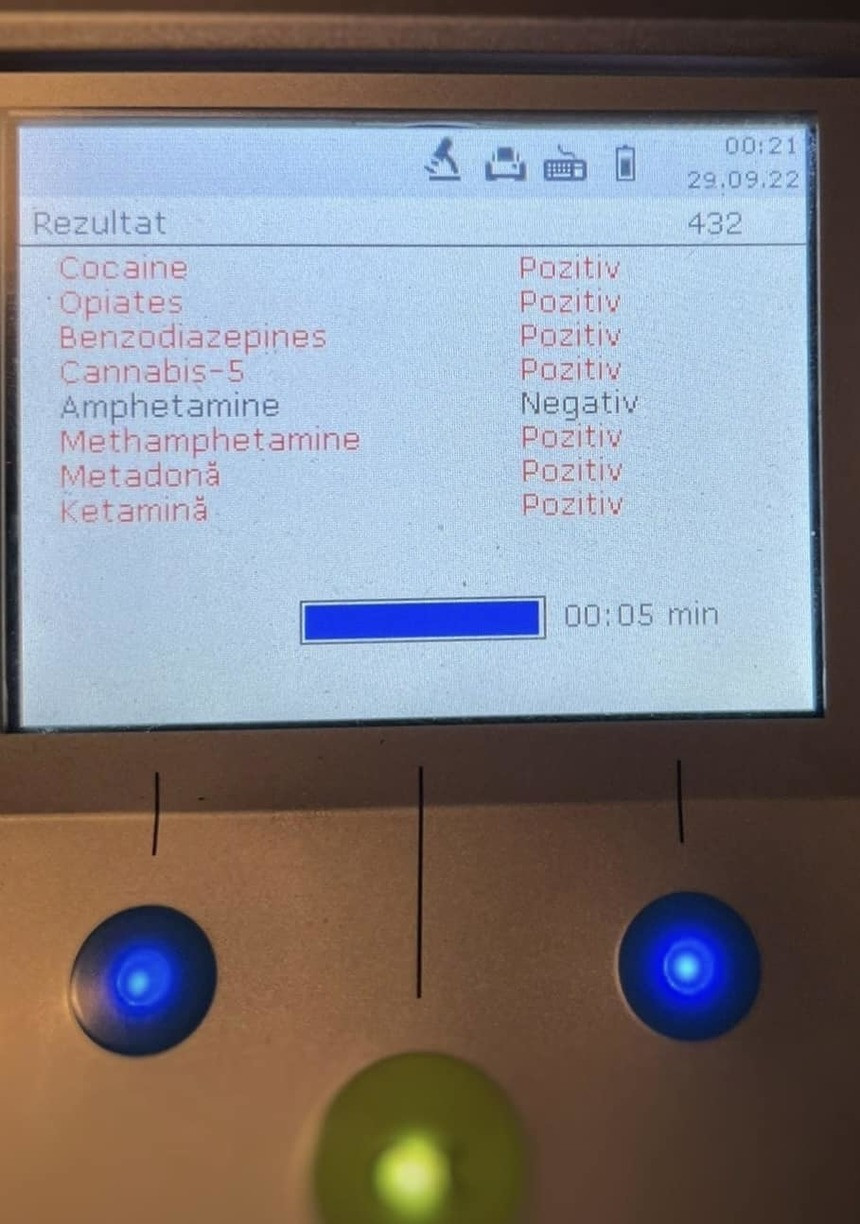 00:21
29.09.22
Rezultat 432
Cocaine Pozitiv
Opiates Pozitiv
Benzodiazepines Pozitiv
Cannabis-5 Pozitiv
Amphetamine Negativ
Methamphetamine Pozitiv
Metadonă Pozitiv
Ketamină Pozitiv
00:05 min